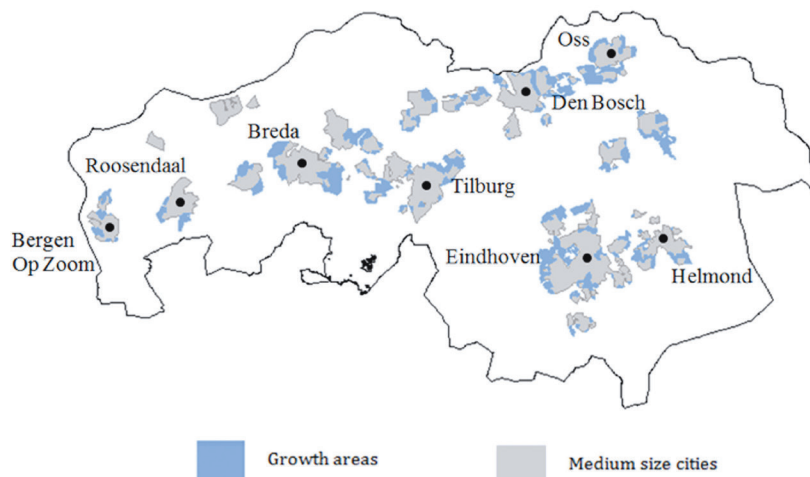 Oss
Den Bosch
Breda
Roosendaal
Tilburg
Bergen
Op Zoom
Eindhoven
Helmond
Growth areas
Medium size cities